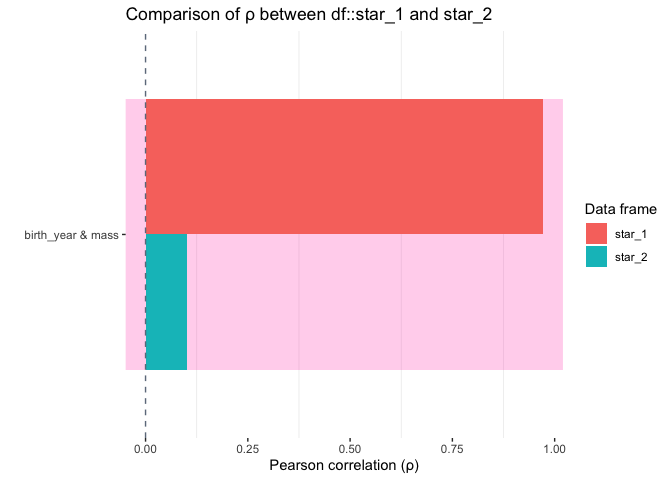 Comparison of ρ between df::star_1 and star_2
birth_year & mass
Data frame
star_1
star_2
0.00 0.25 0.50 0.75 1.00
Pearson correlation (ρ)